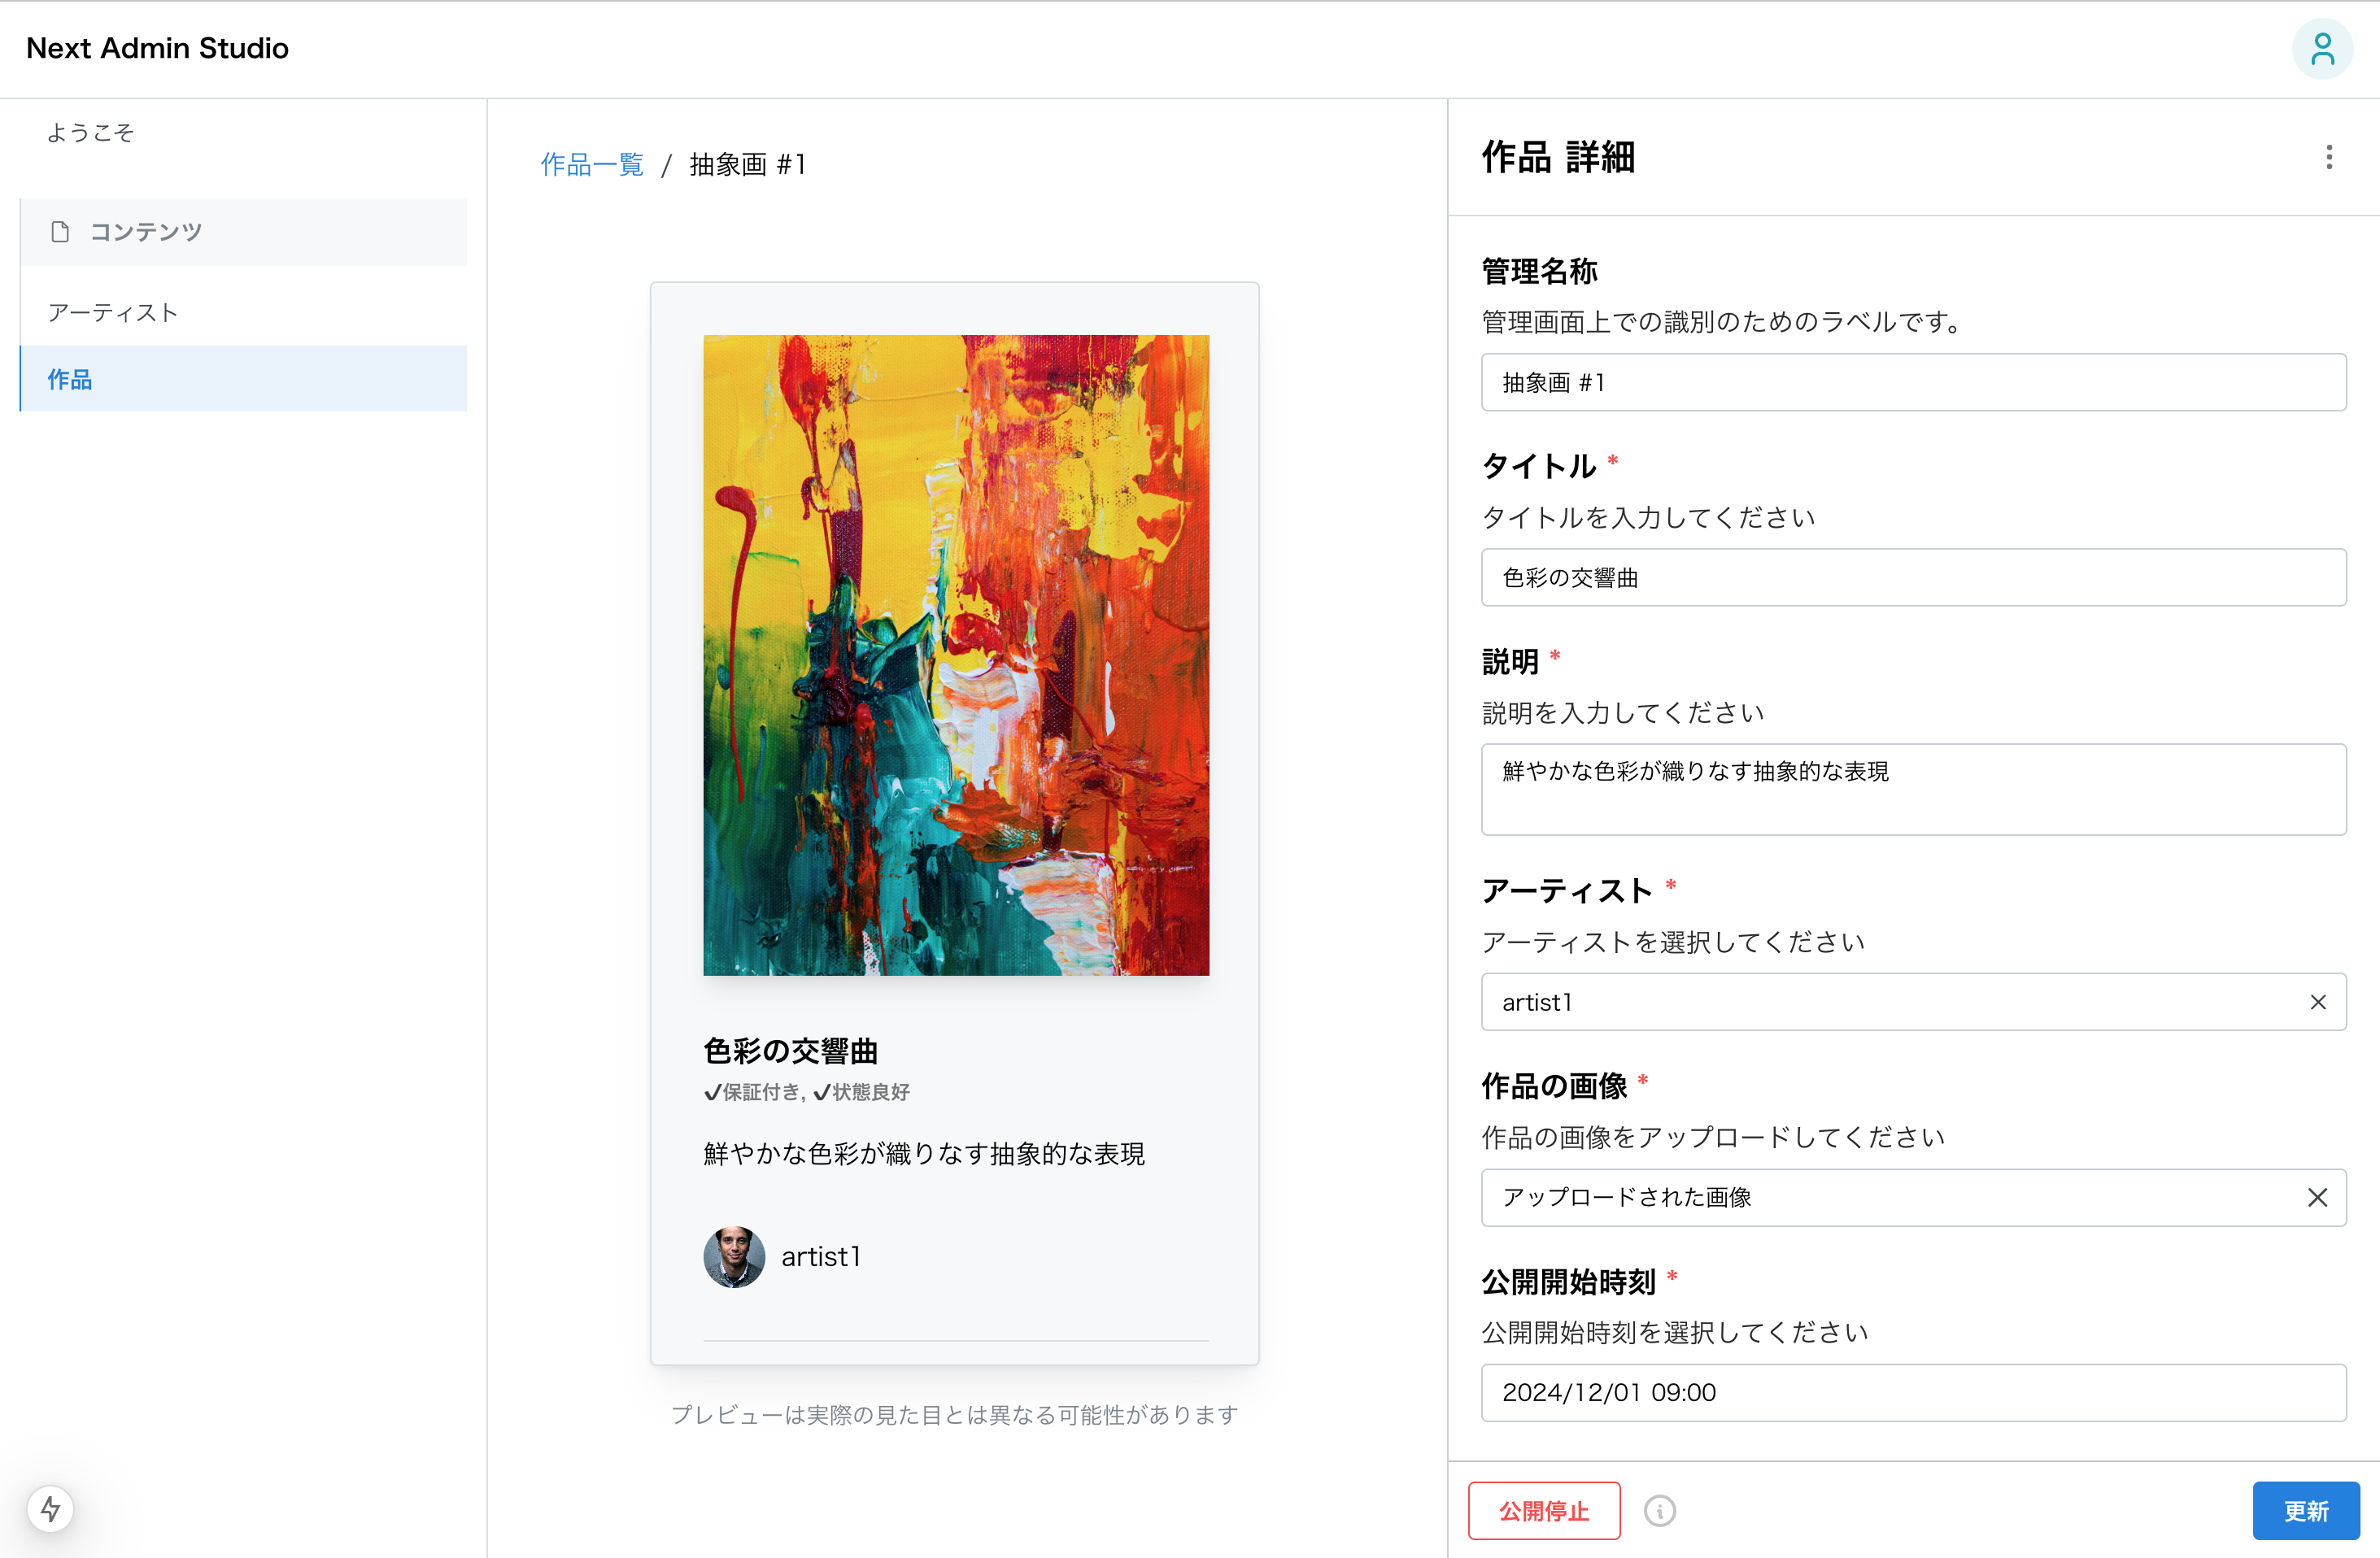 Next Admin Studio
ようこそ
コンテンツ
アーティスト
作品
作品一覧 / 抽象画 #1
色彩の交響曲
✓保証付き, ✓状態良好
鮮やかな色彩が織りなす抽象的な表現
artist1
プレビューは実際の見た目とは異なる可能性があります
作品 詳細
管理名称
管理画面上での識別のためのラベルです。
抽象画 #1
タイトル *
タイトルを入力してください
色彩の交響曲
説明 *
説明を入力してください
鮮やかな色彩が織りなす抽象的な表現
アーティスト *
アーティストを選択してください
artist1
作品の画像 *
作品の画像をアップロードしてください
アップロードされた画像
公開開始時刻 *
公開開始時刻を選択してください
2024/12/01 09:00
公開停止
更新